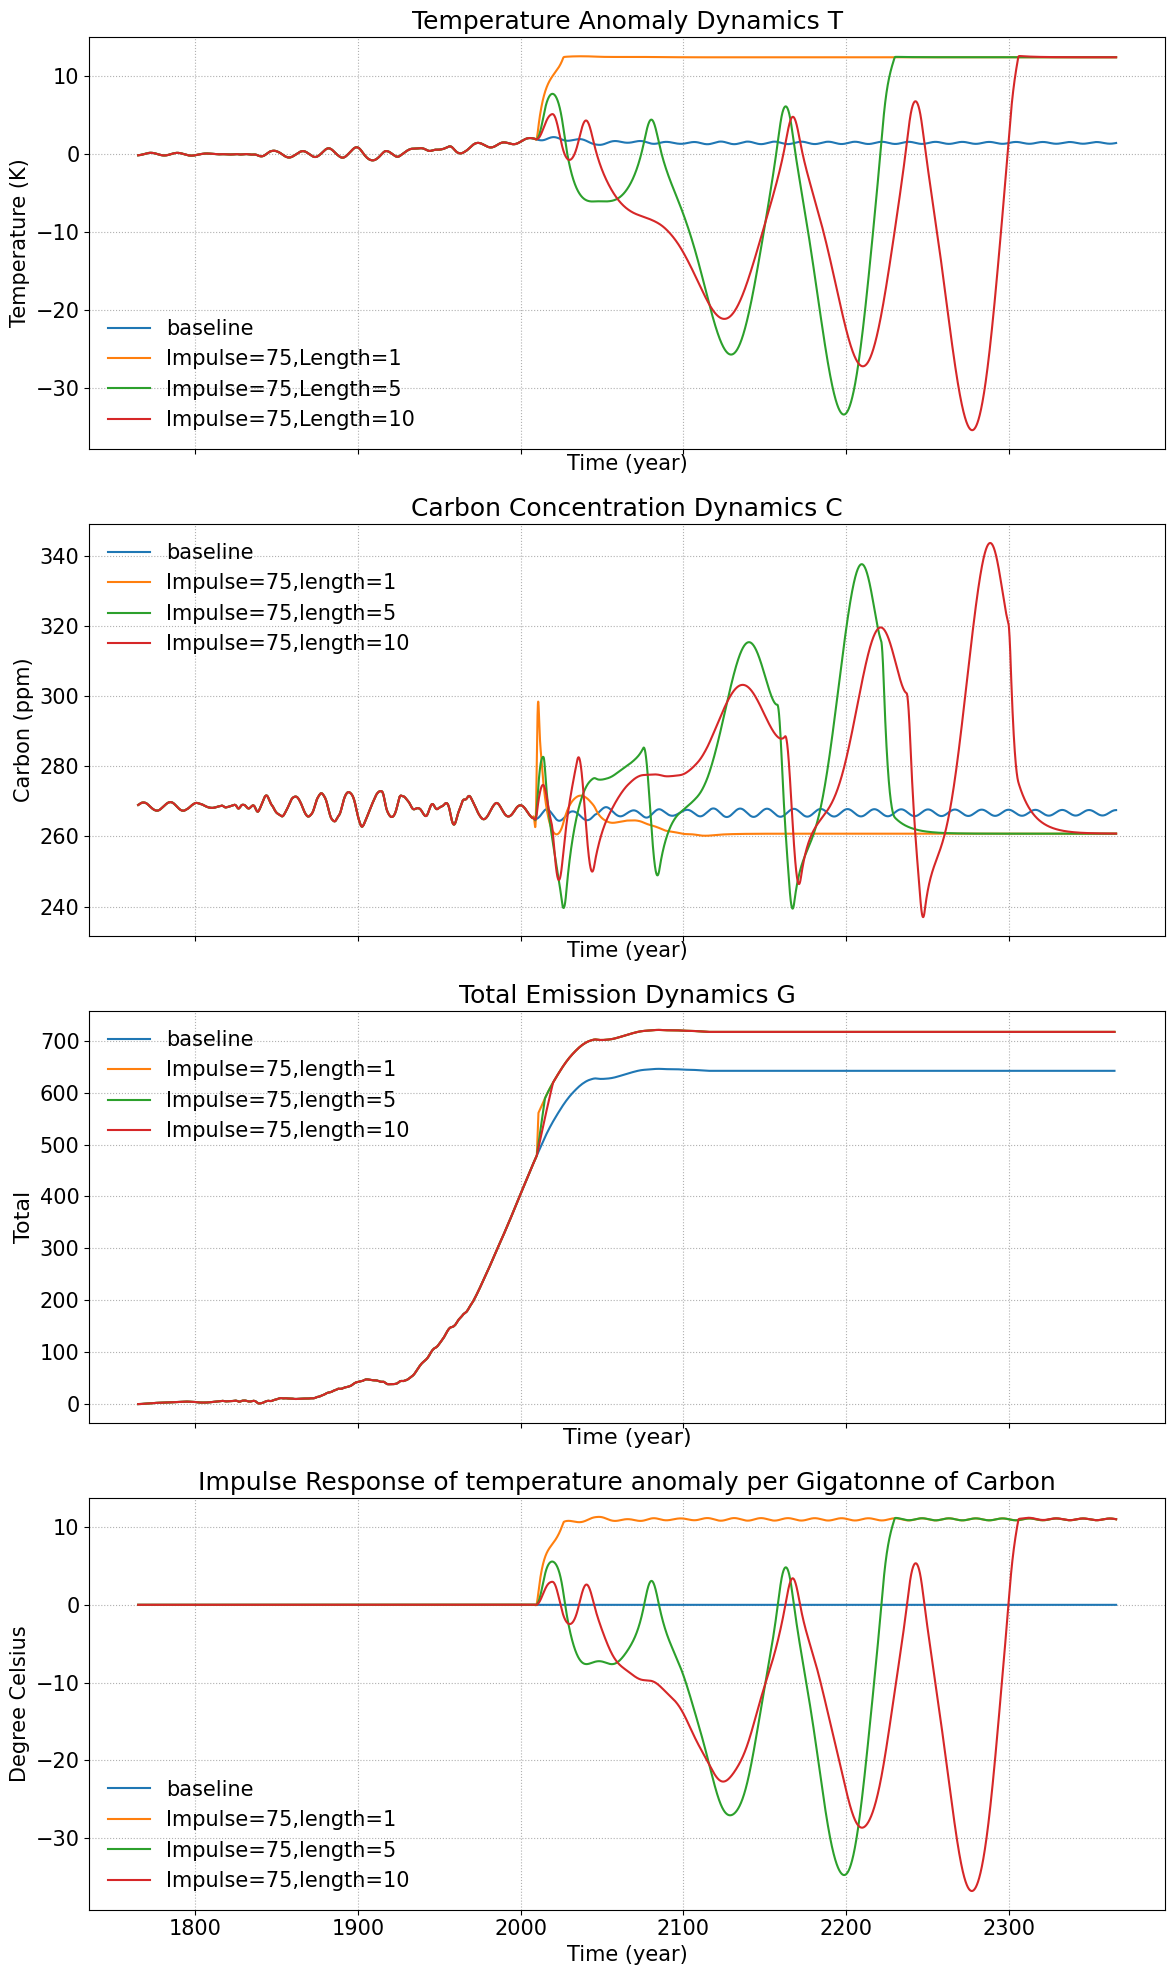 Temperature Anomaly Dynamics T
10
0
−10
−20
−30
Temperature (K)
baseline
Impulse=75,Length=1
Impulse=75,Length=5
Impulse=75,Length=10
Time (year)
Carbon Concentration Dynamics C
340
320
300
280
260
240
Carbon (ppm)
baseline
Impulse=75,length=1
Impulse=75,length=5
Impulse=75,length=10
Time (year)
Total Emission Dynamics G
700
600
500
400
300
200
100
0
Total
baseline
Impulse=75,length=1
Impulse=75,length=5
Impulse=75,length=10
Time (year)
Impulse Response of temperature anomaly per Gigatonne of Carbon
10
0
−10
−20
−30
Degree Celsius
baseline
Impulse=75,length=1
Impulse=75,length=5
Impulse=75,length=10
1800 1900 2000 2100 2200 2300
Time (year)